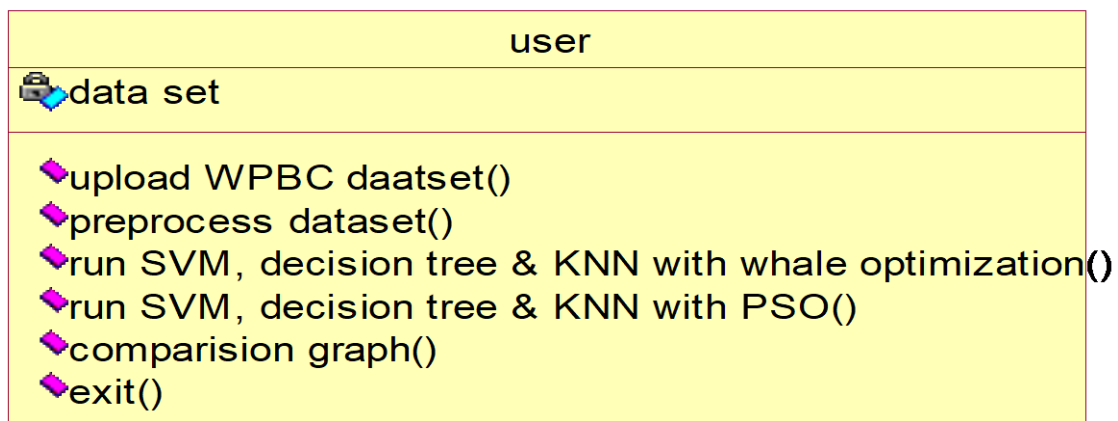 user
data set
upload WPBC daatset()
preprocess dataset()
run SVM, decision tree & KNN with whale optimization()
run SVM, decision tree & KNN with PSO()
comparision graph()
exit()